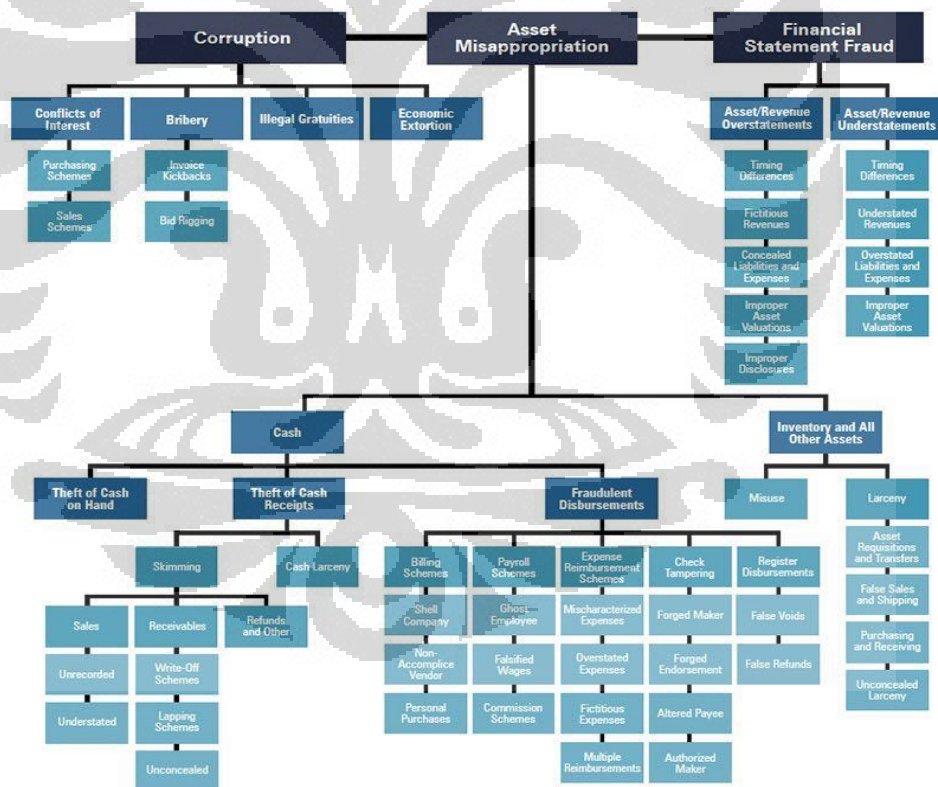 Corruption
Asset
Misappropriation
Financial
Statement Fraud
Conflicts of
Interest
Bribery
Illegal Gratuities
Economic
Extortion
Asset/Revenue
Overstatements
Asset/Revenue
Understatements
Purchasing
Schemes
Sales
Schemes
Invoice
Kickbacks
Bid Rigging
Timing
Differences
Fictitious
Revenues
Concealed
Liabilities and
Expenses
Improper
Asset
Valuations
Improper
Disclosures
Timing
Differences
Understated
Revenues
Overstated
Liabilities and
Expenses
Improper
Asset
Valuations
Cash
Inventory and All
Other Assets
Theft of Cash
on Hand
Theft of Cash
Receipts
Fraudulent
Disbursements
Misuse
Larceny
Skimming
Cash Larceny
Sales
Unrecorded
Understated
Receivables
Write-Off
Schemes
Lapping
Schemes
Unconcealed
Refunds
and Other
Billing
Schemes
Shell
Company
Non-
Accomplice
Vendor
Personal
Purchases
Payroll
Schemes
Ghost
Employee
Falsified
Wages
Commission
Schemes
Expense
Reimbursement
Schemes
Mischaracterized
Expenses
Overstated
Expenses
Fictitious
Expenses
Multiple
Reimbursements
Check
Tampering
Forged Maker
Forged
Endorsement
Altered Payee
Authorized
Maker
Register
Disbursements
False Voids
False Refunds
Asset
Requisitions
and Transfers
False Sales
and Shipping
Purchasing
and Receiving
Unconcealed
Larceny